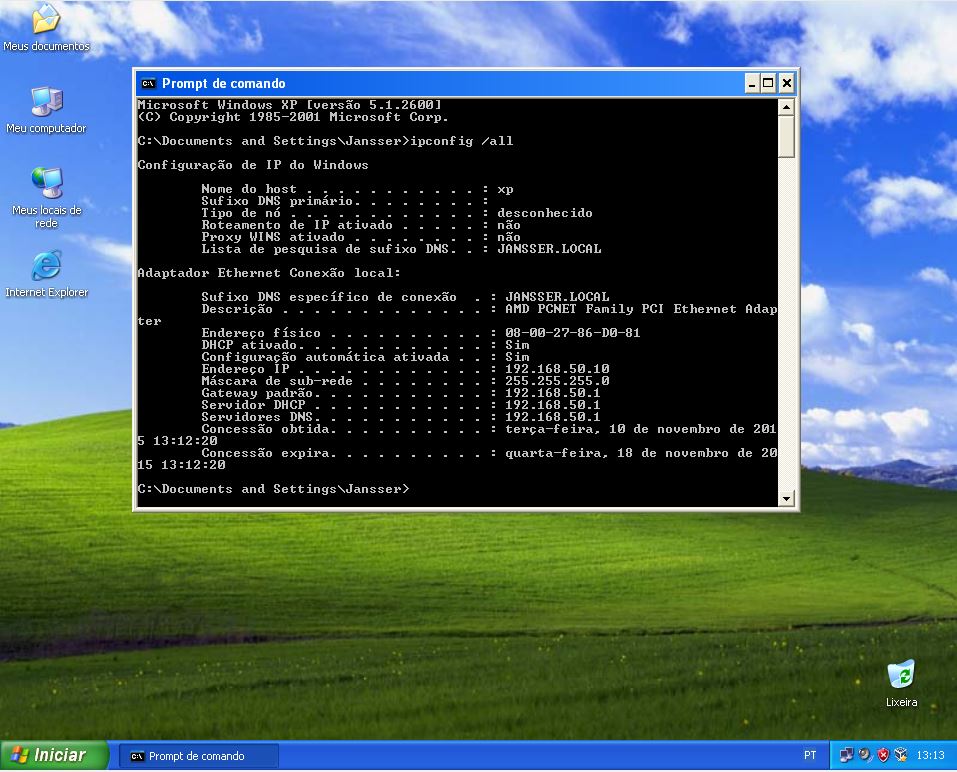 Meus documentos
Meu computador
Meus locais de
rede
Internet Explorer
Prompt de comando
Microsoft Windows XP [versão 5.1.2600]
(C) Copyright 1985-2001 Microsoft Corp.
C:\Documents and Settings\Jansser>ipconfig /all
Configuração de IP do Windows
Nome do host . . . . . . . . . . . : xp
Sufixo DNS primário. . . . . . . . :
Tipo de nó . . . . . . . . . . . . : desconhecido
Roteamento de IP ativado . . . . . : não
Proxy WINS ativado . . . . . . . . : não
Lista de pesquisa de sufixo DNS. . : JANSSER.LOCAL
Adaptador Ethernet Conexão local:
Sufixo DNS específico de conexão  . : JANSSER.LOCAL
Descrição . . . . . . . . . . . . . : AMD PCNET Family PCI Ethernet Adap
ter
Endereço físico . . . . . . . . . . : 08-00-27-86-D0-81
DHCP ativado. . . . . . . . . . . . : Sim
Configuração automática ativada . . : Sim
Endereço IP . . . . . . . . . . . . : 192.168.50.10
Máscara de sub-rede . . . . . . . . : 255.255.255.0
Gateway padrão. . . . . . . . . . . : 192.168.50.1
Servidor DHCP . . . . . . . . . . . : 192.168.50.1
Servidores DNS. . . . . . . . . . . : 192.168.50.1
Concessão obtida. . . . . . . . . . : terça-feira, 10 de novembro de 201
5 13:12:20
Concessão expira. . . . . . . . . . : quarta-feira, 18 de novembro de 20
15 13:12:20
C:\Documents and Settings\Jansser>
Lixeira
Iniciar
Prompt de comando
PT
13:13